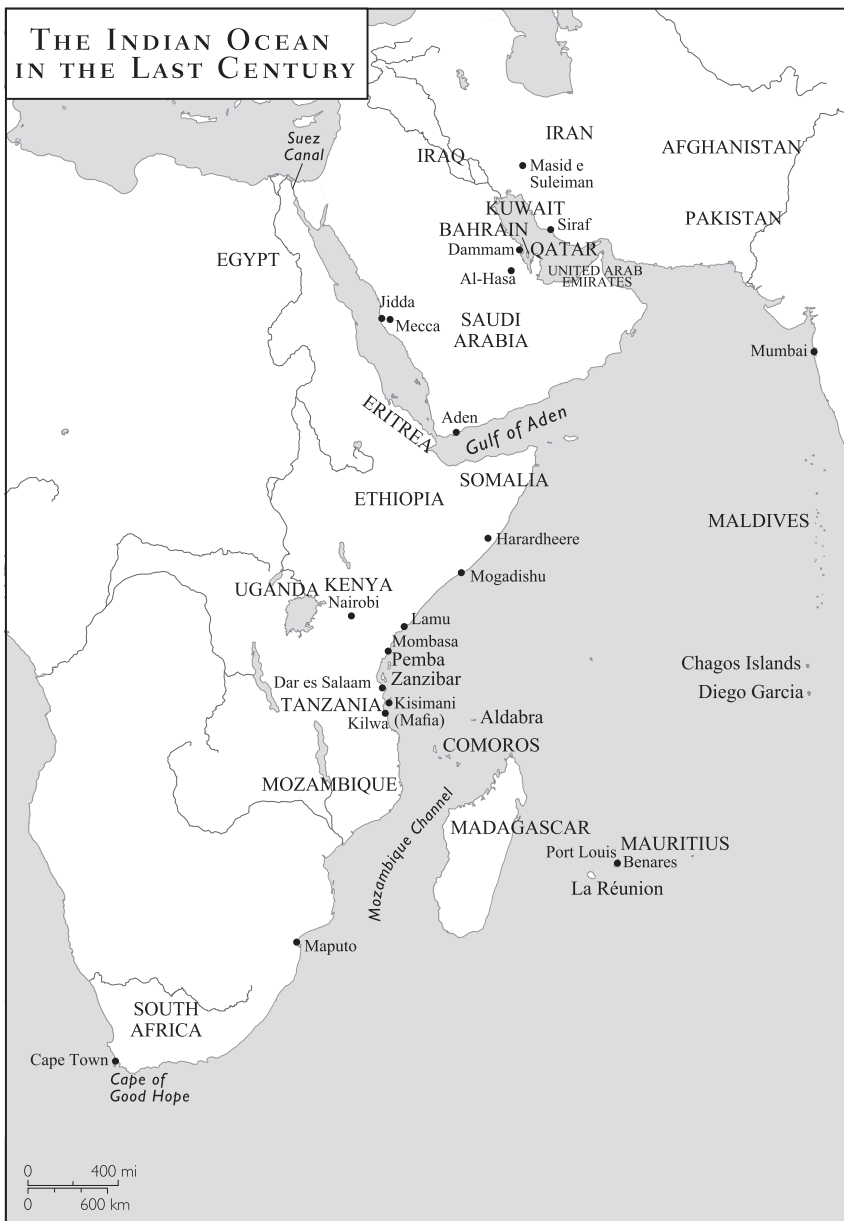 THE INDIAN OCEAN
IN THE LAST CENTURY
Suez
Canal
IRAN
IRAQ
AFGHANISTAN
Masid e
Suleiman
KUWAIT
PAKISTAN
Siraf
BAHRAIN
Dammam
QATAR
EGYPT
Al-Hasa
UNITED ARAB
EMIRATES
Jidda
Mecca
SAUDI
ARABIA
Mumbai
ERITREA
Aden
Gulf of Aden
SOMALIA
ETHIOPIA
MALDIVES
Harardheere
Mogadishu
UGANDA
KENYA
Nairobi
Lamu
Mombasa
Pemba
Chagos Islands
Zanzibar
Dar es Salaam
Diego Garcia
TANZANIA
Kisimani
(Mafia)
Kilwa
Aldabra
COMOROS
MOZAMBIQUE
Mozambique Channel
MADAGASCAR
MAURITIUS
Port Louis
Benares
La Réunion
Maputo
SOUTH
AFRICA
Cape Town
Cape of
Good Hope
0 400 mi
0 600 km